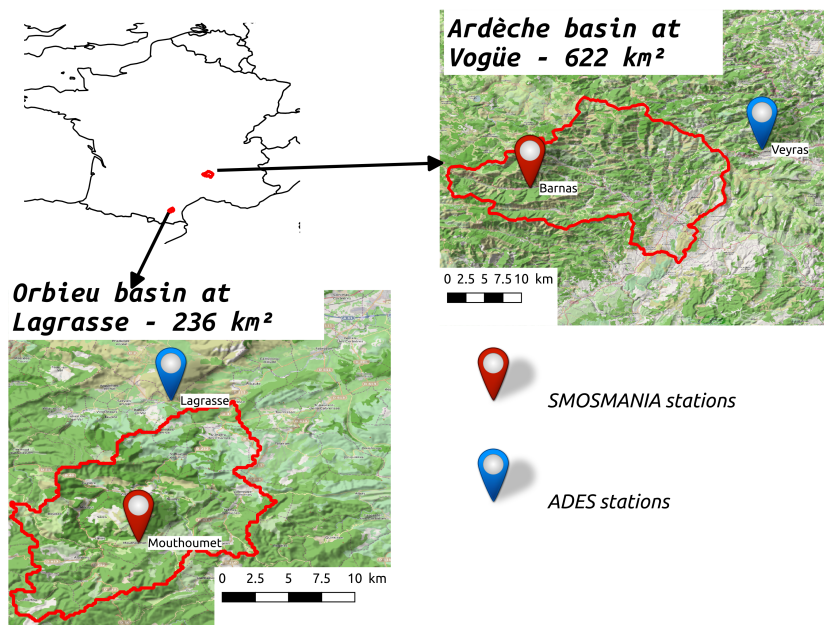 Ardèche basin at
Vogüe - 622 km²
Veyras
Barnas
0 2.5 5 7.5 10 km
Orbieu basin at
Lagrasse - 236 km²
Lagrasse
Mouthoumet
0 2.5 5 7.5 10 km
SMOSMANIA stations
ADES stations